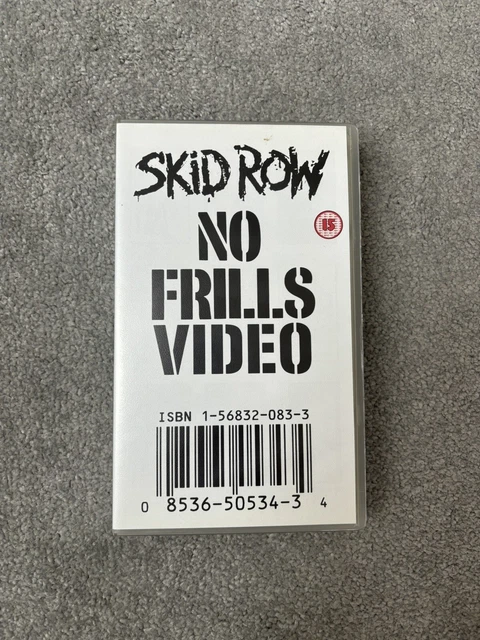 SKID ROW
NO
15
FRILLS
VIDEO
ISBN 1-56832-083-3
0 8536-50534-3 4